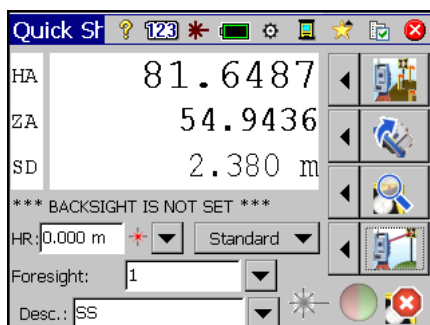 Quick Sh 123
HA 81.6487
ZA 54.9436
SD 2.380 m
*** BACKSIGHT IS NOT SET ***
HR: 0.000 m Standard
Foresight: 1
Desc.: SS